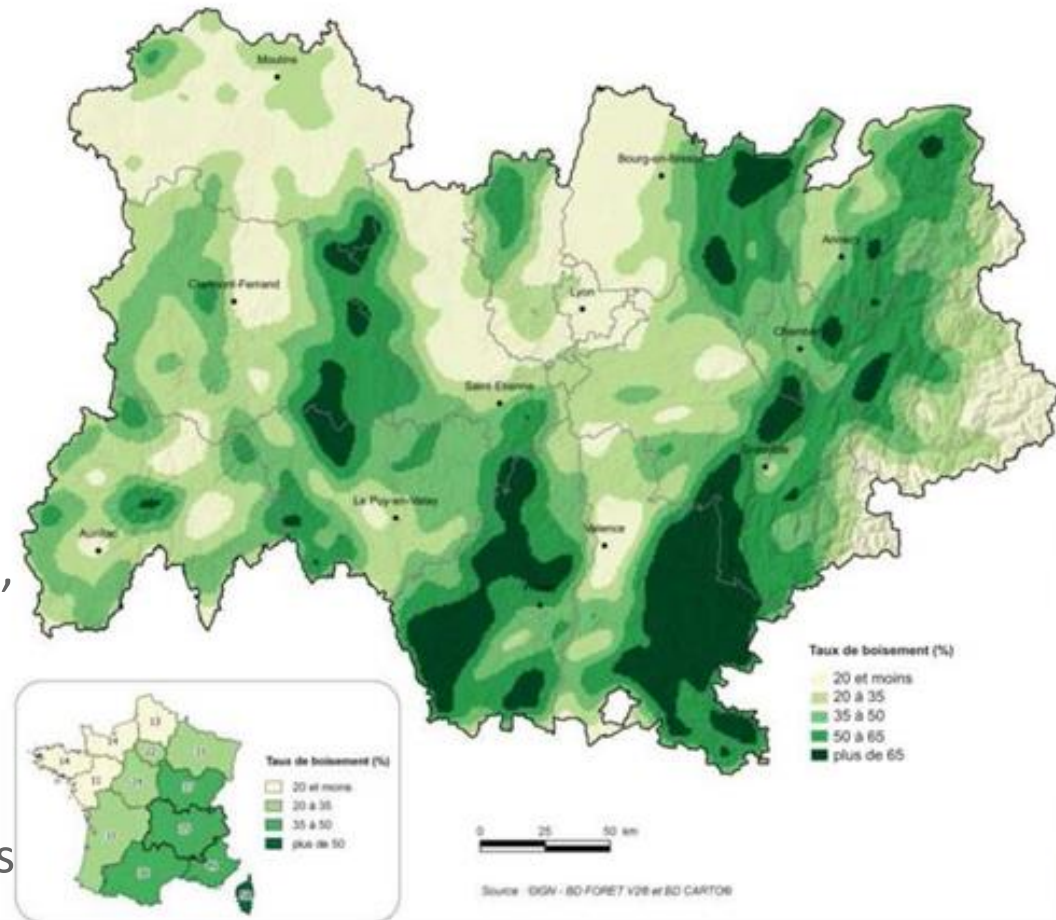 Moulins
Bourg-en-Bresse
Annecy
Clermont-Ferrand
Lyon
Chambéry
Saint-Etienne
Grenoble
Le Puy-en-Velay
Valence
Aurillac
,
s
Taux de boisement (%)
20 et moins
20 à 35
35 à 50
50 à 65
plus de 65
Taux de boisement (%)
20 et moins
20 à 35
35 à 50
plus de 50
13
14
14
0 25 50 km
Source : ©IGN - BD FORET V2® et BD CARTO®